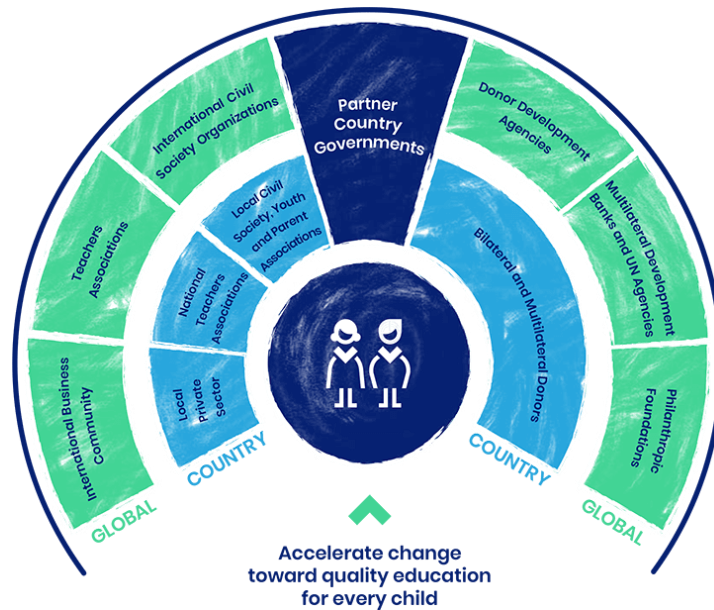 International Civil
Society Organizations
Teachers
Associations
International Business
Community
GLOBAL
Local Civil
Society, Youth
and Parent
Associations
National
Teachers
Associations
Local
Private
Sector
COUNTRY
Partner
Country
Governments
Donor Development
Agencies
Multilateral Development
Banks and UN Agencies
Philanthropic
Foundations
GLOBAL
Bilateral and Multilateral Donors
COUNTRY
Accelerate change
toward quality education
for every child